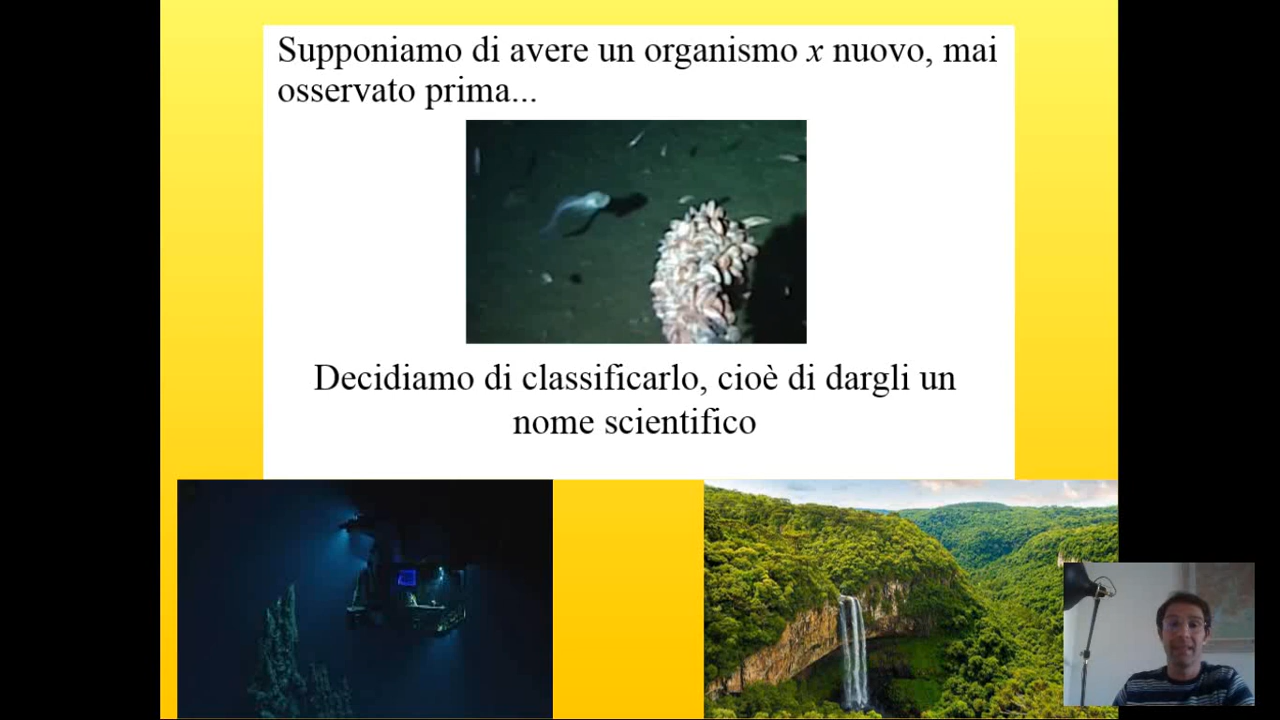 Supponiamo di avere un organismo x nuovo, mai
osservato prima...
Decidiamo di classificarlo, cioè di dargli un
nome scientifico